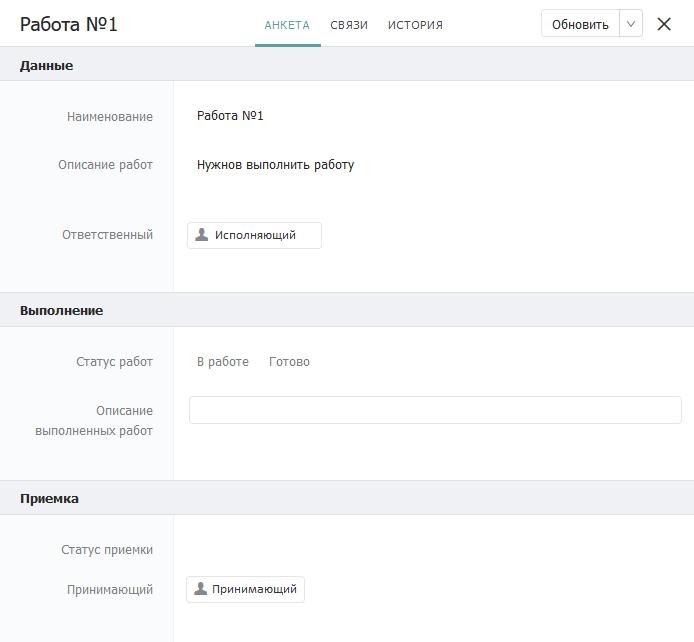 Работа №1
АНКЕТА СВЯЗИ ИСТОРИЯ
Обновить
Данные
Наименование Работа №1
Описание работ Нужнов выполнить работу
Ответственный Исполняющий
Выполнение
Статус работ В работе Готово
Описание
выполненных работ
Приемка
Статус приемки
Принимающий Принимающий